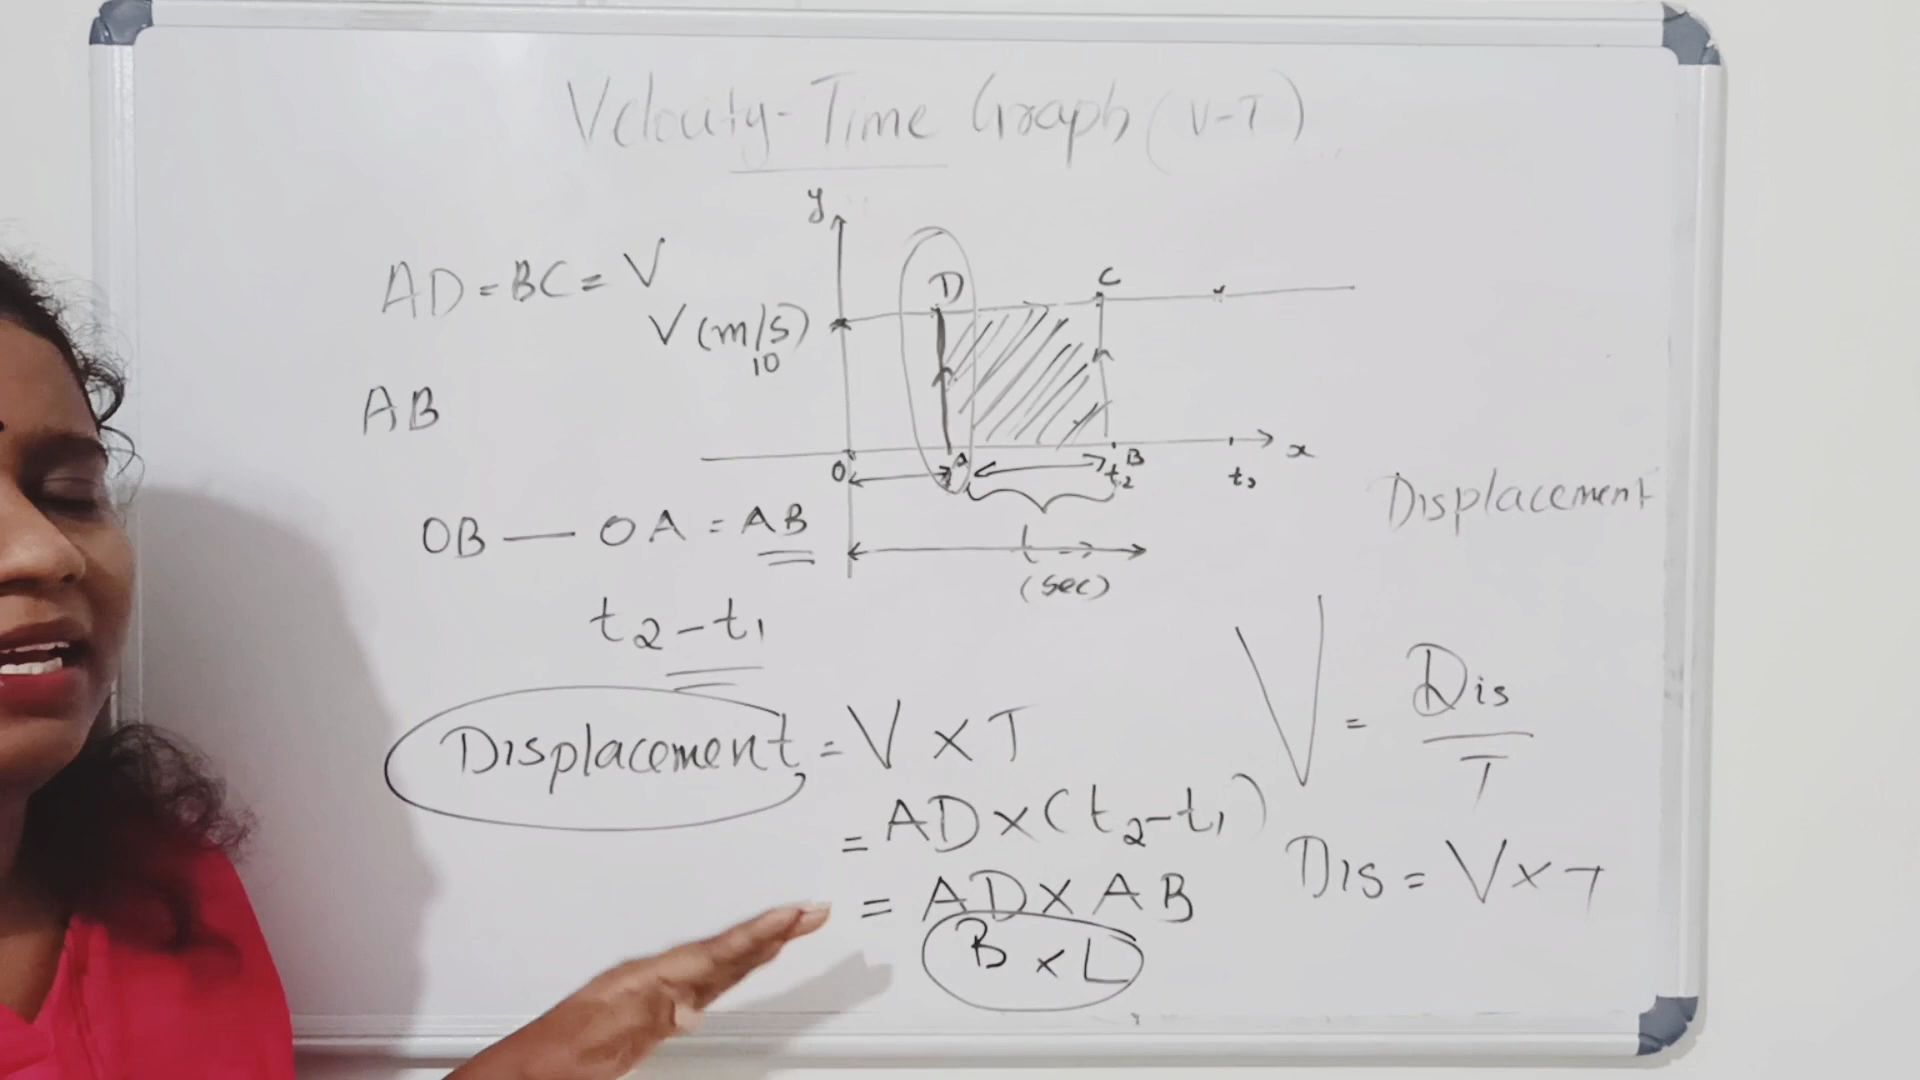 Velocity-Time Graph (V-T)
y
AD = BC = V
D
C
V (m/s)
10
AB
O
A
B
t2
x
OB — OA = AB
t
(sec)
Displacement
t2 - t1
Displacement = V X T
V = Dis / T
= AD X (t2 - t1)
Dis = V X T
= AD X AB
B X L